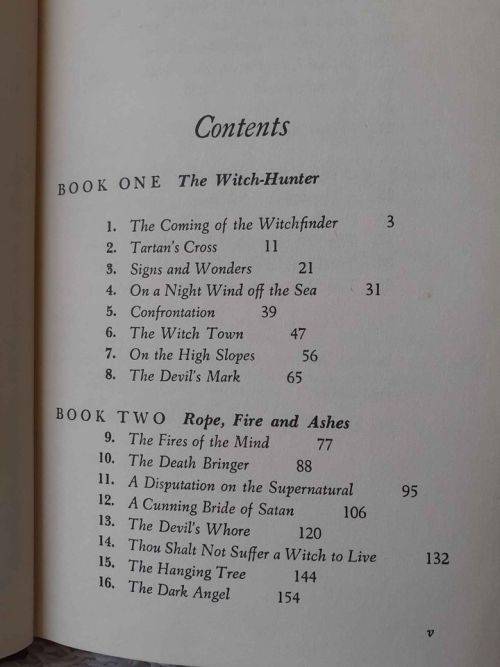 Contents
BOOK ONE The Witch-Hunter
1. The Coming of the Witchfinder 3
2. Tartan's Cross 11
3. Signs and Wonders 21
4. On a Night Wind off the Sea 31
5. Confrontation 39
6. The Witch Town 47
7. On the High Slopes 56
8. The Devil's Mark 65
BOOK TWO Rope, Fire and Ashes
9. The Fires of the Mind 77
10. The Death Bringer 88
11. A Disputation on the Supernatural 95
12. A Cunning Bride of Satan 106
13. The Devil's Whore 120
14. Thou Shalt Not Suffer a Witch to Live 132
15. The Hanging Tree 144
16. The Dark Angel 154
v